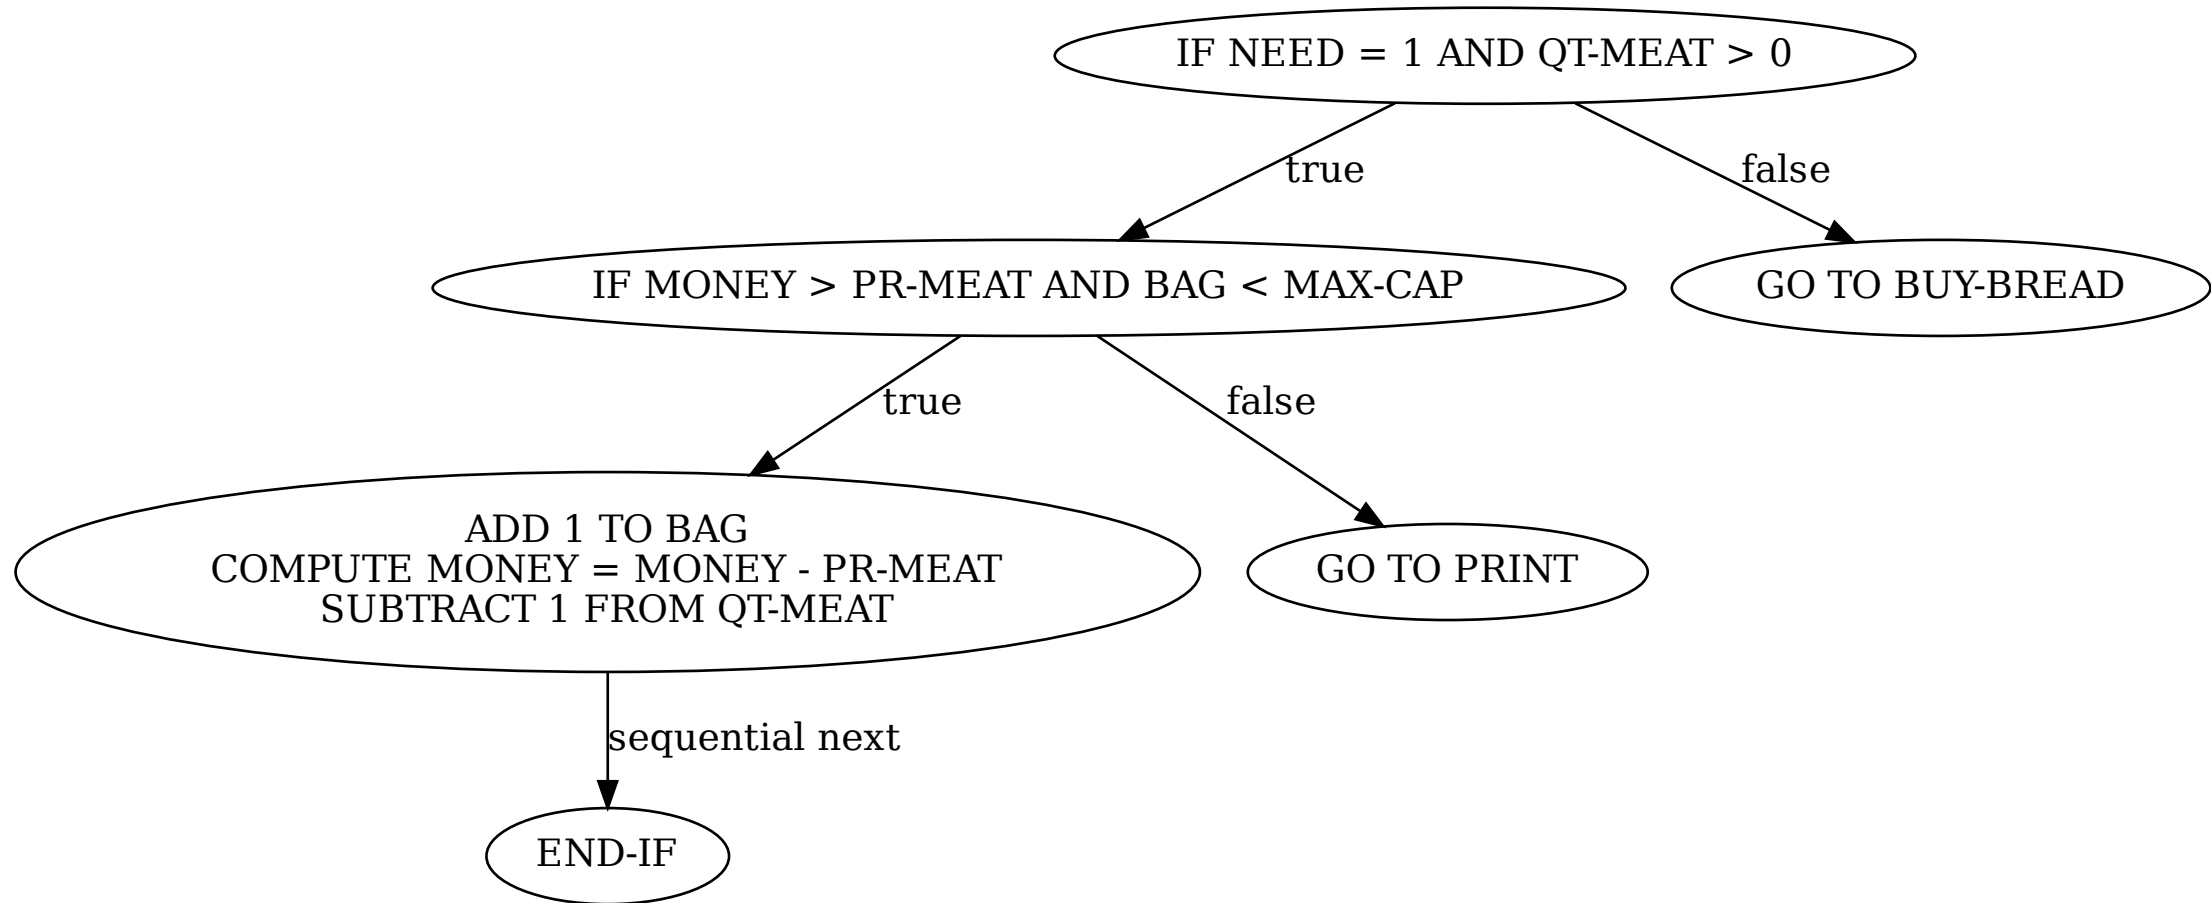 IF NEED = 1 AND QT-MEAT > 0
true
false
IF MONEY > PR-MEAT AND BAG < MAX-CAP
GO TO BUY-BREAD
true
false
ADD 1 TO BAG
COMPUTE MONEY = MONEY - PR-MEAT
SUBTRACT 1 FROM QT-MEAT
GO TO PRINT
sequential next
END-IF